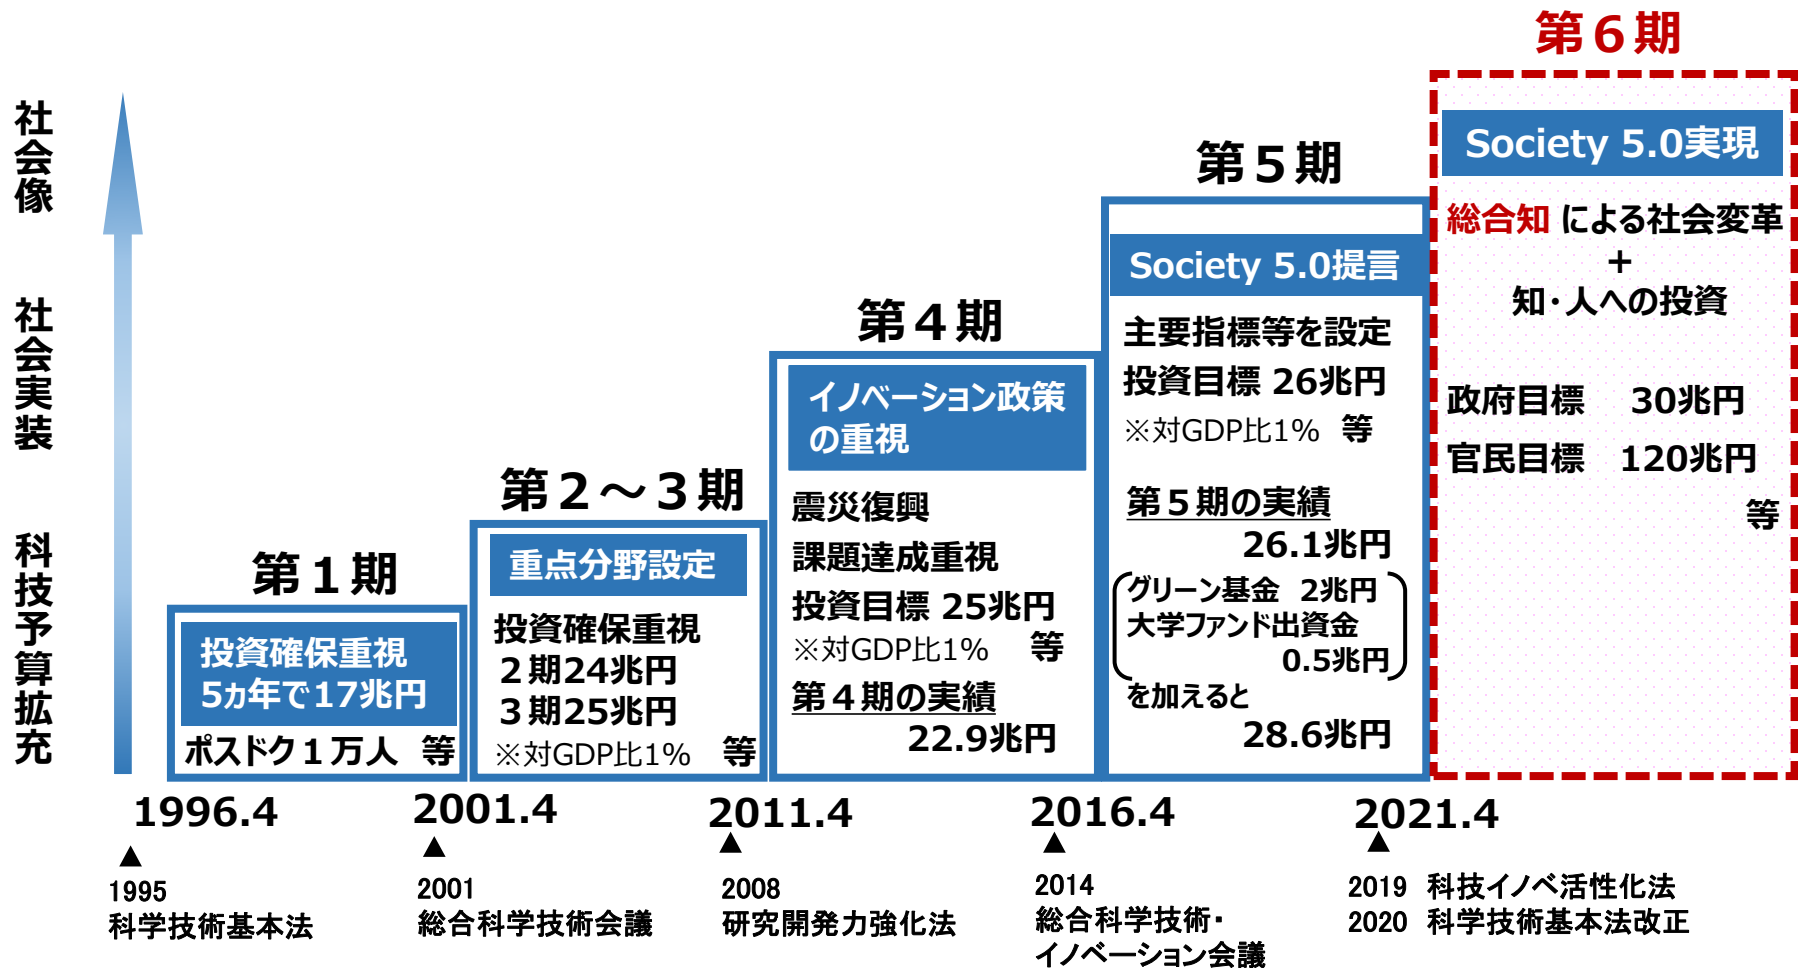 社会像
社会実装
科技予算拡充
第１期
投資確保重視
5ヵ年で17兆円
ポスドク１万人 等
第２～３期
重点分野設定
投資確保重視
２期24兆円
３期25兆円
※対GDP比1% 等
第４期
イノベーション政策
の重視
震災復興
課題達成重視
投資目標 25兆円
※対GDP比1% 等
第４期の実績
22.9兆円
第５期
Society 5.0提言
主要指標等を設定
投資目標 26兆円
※対GDP比1% 等
第５期の実績
26.1兆円
グリーン基金 2兆円
大学ファンド出資金
0.5兆円
を加えると
28.6兆円
第６期
Society 5.0実現
総合知 による社会変革
+
知・人への投資
政府目標 30兆円
官民目標 120兆円
等
1996.4
2001.4
2011.4
2016.4
2021.4
▲
1995
科学技術基本法
▲
2001
総合科学技術会議
▲
2008
研究開発力強化法
▲
2014
総合科学技術・
イノベーション会議
▲
2019 科技イノベ活性化法
2020 科学技術基本法改正